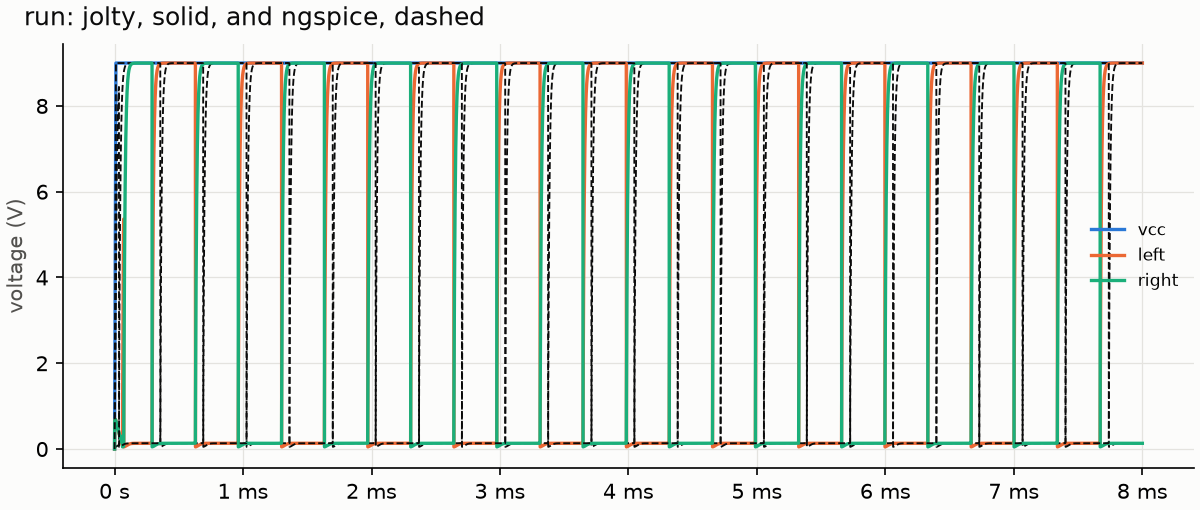 run: jolty, solid, and ngspice, dashed
voltage (V)
8
6
4
2
0
vcc
left
right
0 s
1 ms
2 ms
3 ms
4 ms
5 ms
6 ms
7 ms
8 ms